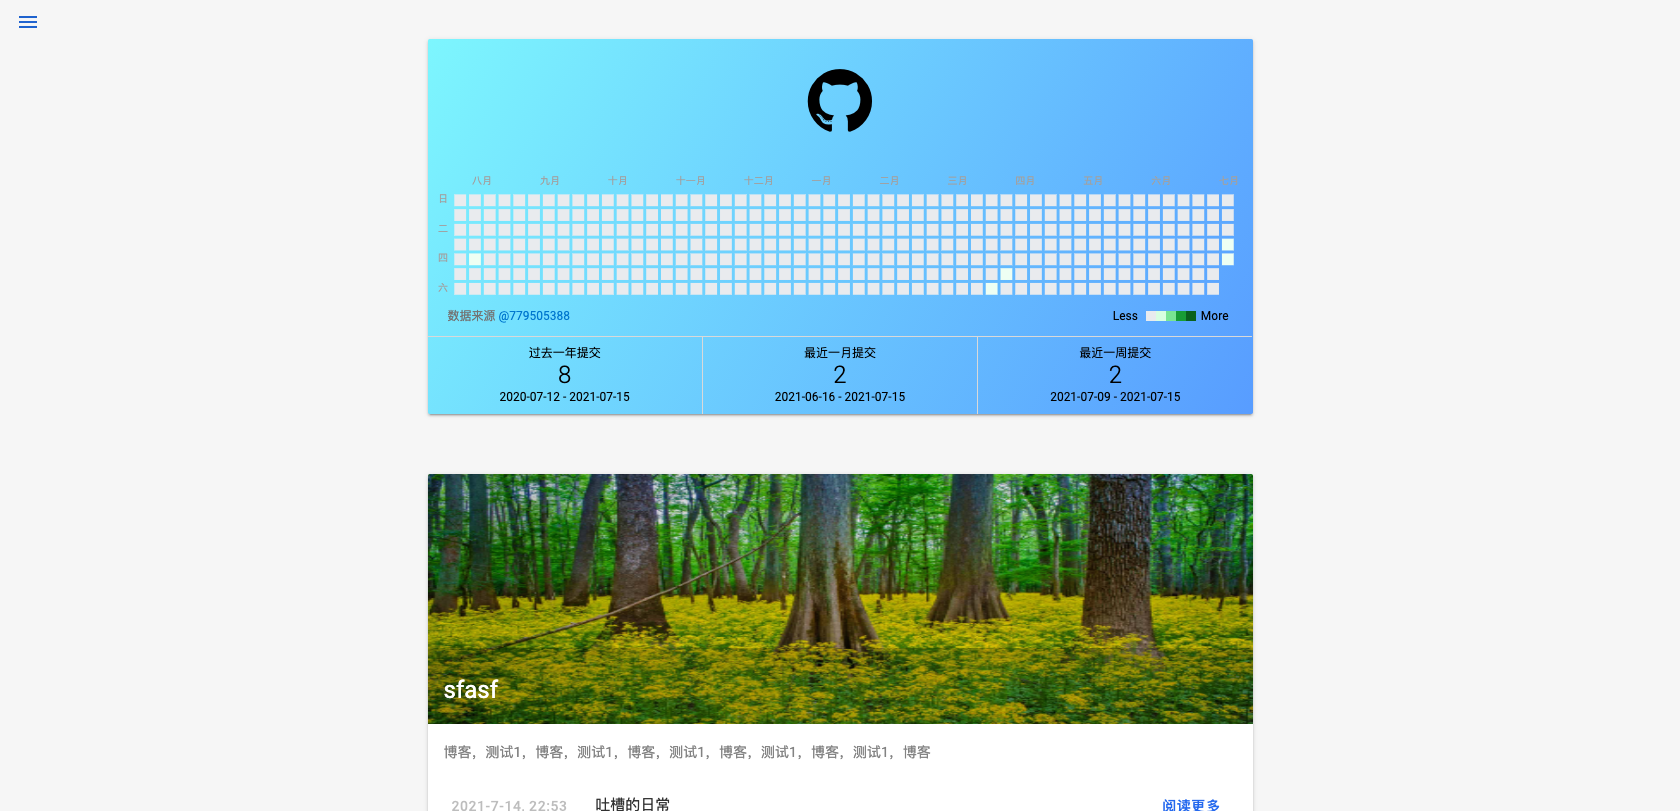 八月 九月 十月 十一月 十二月 一月 二月 三月 四月 五月 六月 七月
日
二
四
六
数据来源 @779505388
Less More
过去一年提交 最近一月提交 最近一周提交
8 2 2
2020-07-12 - 2021-07-15 2021-06-16 - 2021-07-15 2021-07-09 - 2021-07-15
sfasf
博客，测试1，博客，测试1，博客，测试1，博客，测试1，博客，测试1，博客
2021-7-14, 22:53 吐槽的日常 阅读更多